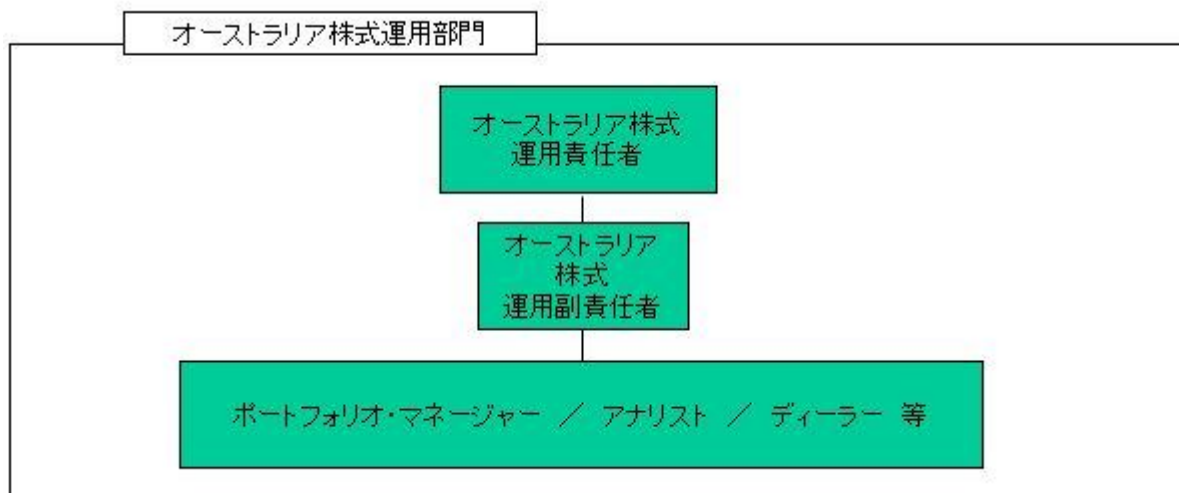 オーストラリア株式運用部門
オーストラリア株式
運用責任者
オーストラリア
株式
運用副責任者
ポートフォリオ・マネージャー ／ アナリスト ／ ディーラー 等